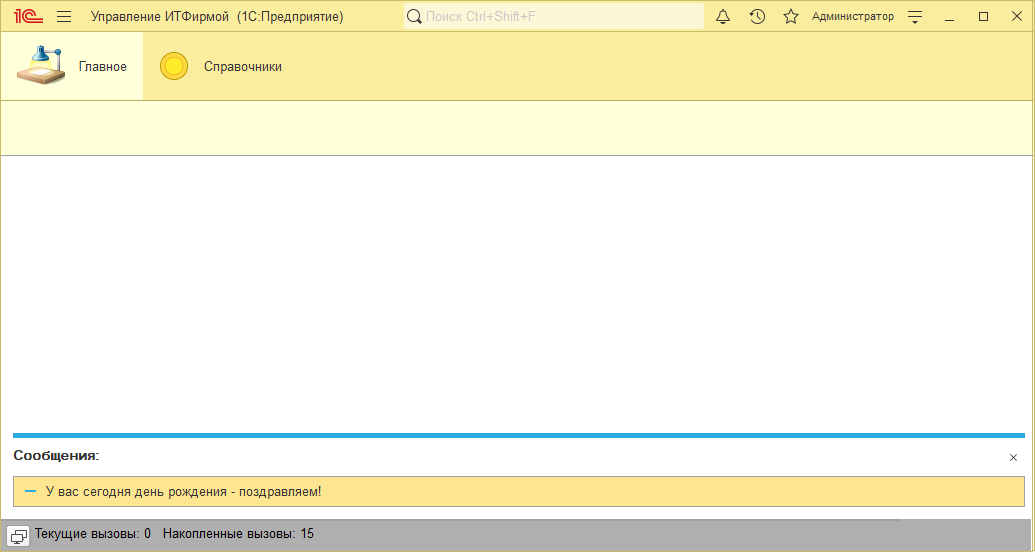 1С Управление ИТФирмой (1С:Предприятие) Поиск Ctrl+Shift+F Администратор
Главное Справочники
Сообщения:
У вас сегодня день рождения - поздравляем!
Текущие вызовы: 0 Накопленные вызовы: 15